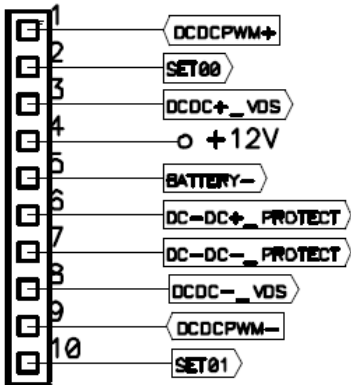 1 DCDCPWM+
2 SET00
3 DCDC+_VDS
4 +12V
5 BATTERY-
6 DC-DC+_PROTECT
7 DC-DC-_PROTECT
8 DCDC-_VDS
9 DCDCPWM-
10 SET01